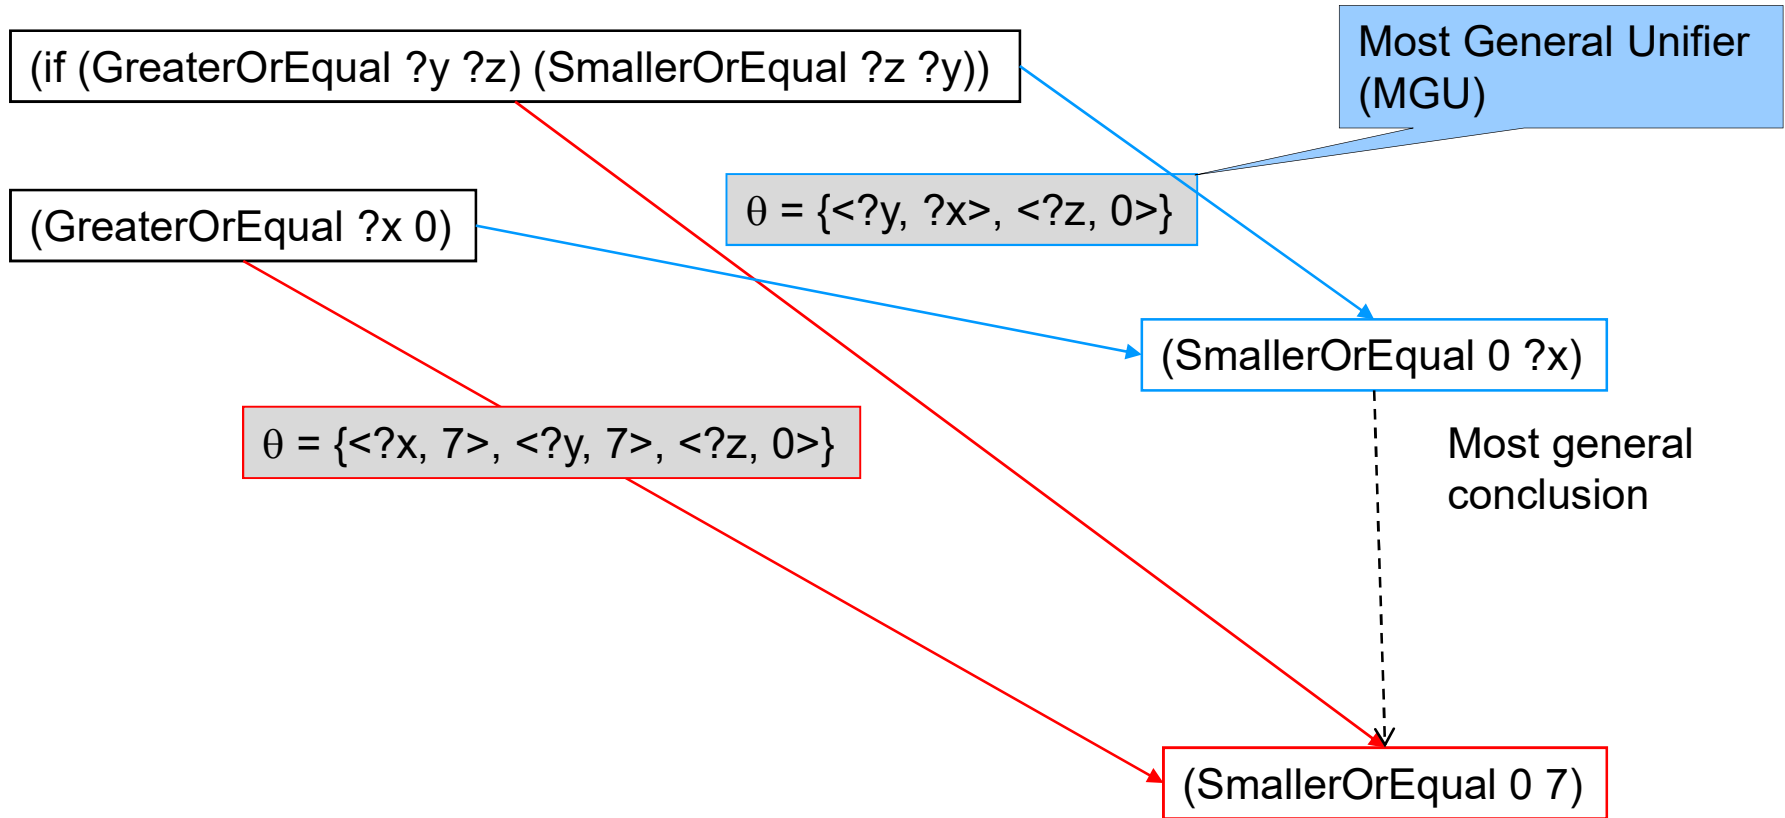 (if (GreaterOrEqual ?y ?z) (SmallerOrEqual ?z ?y))
Most General Unifier
(MGU)
(GreaterOrEqual ?x 0)
θ = {<?y, ?x>, <?z, 0>}
(SmallerOrEqual 0 ?x)
θ = {<?x, 7>, <?y, 7>, <?z, 0>}
Most general
conclusion
(SmallerOrEqual 0 7)